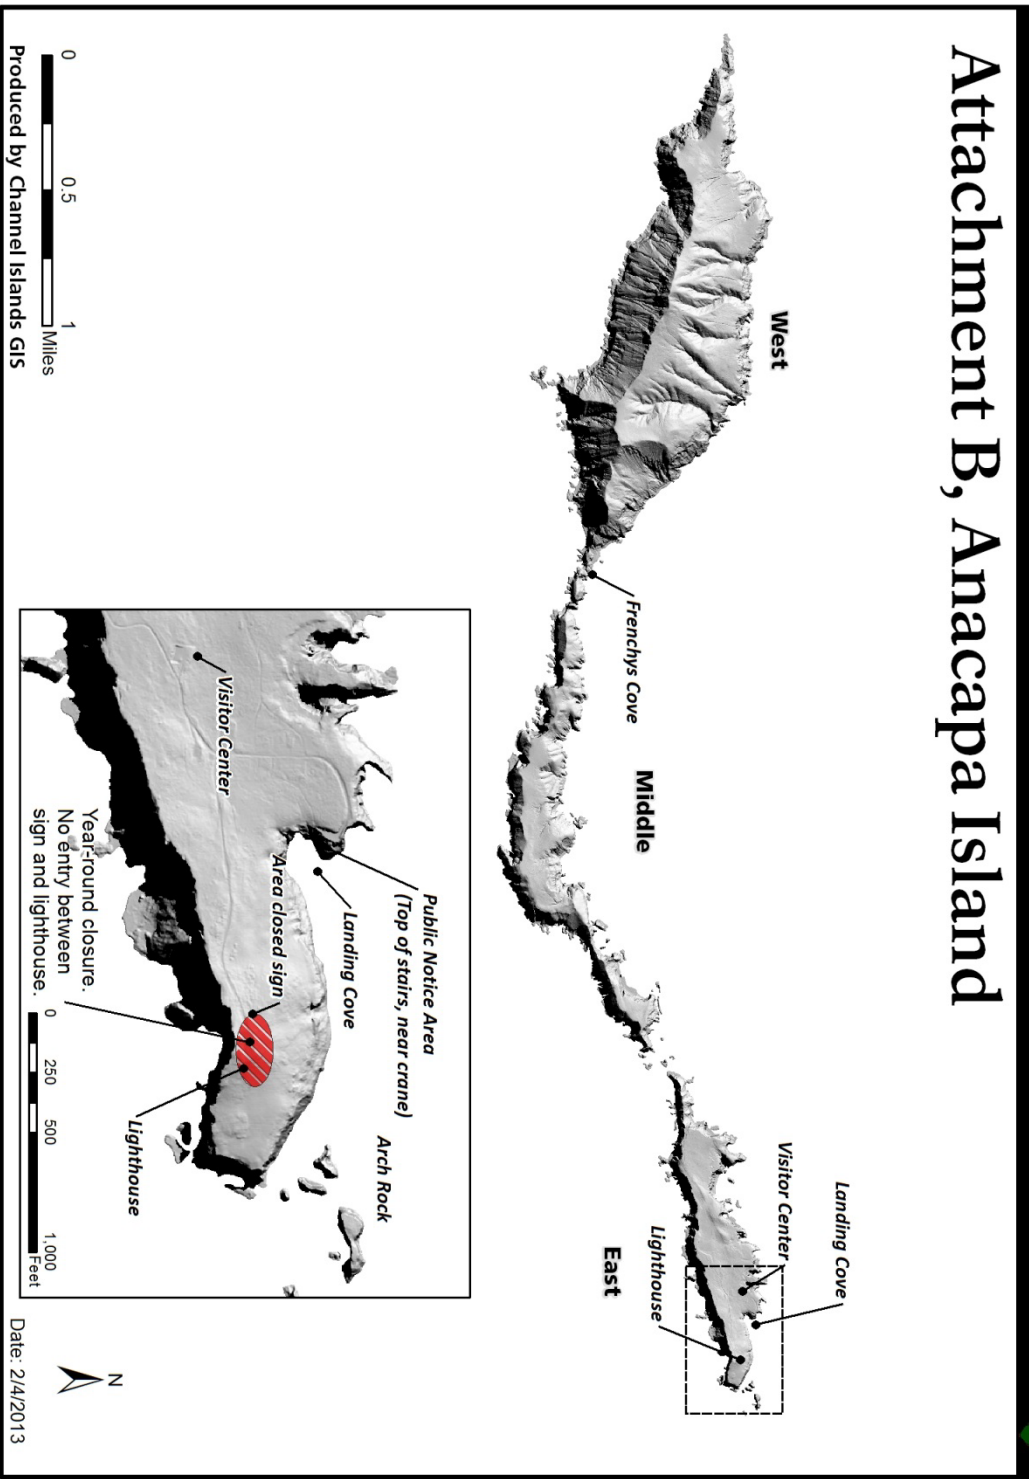 Attachment B, Anacapa Island
West
Frenchys Cove
Middle
Landing Cove
Visitor Center
Lighthouse
East
Arch Rock
Public Notice Area
(Top of stairs, near crane)
Landing Cove
Area closed sign
Visitor Center
Lighthouse
Year-round closure.
No entry between
sign and lighthouse.
0 250 500 1,000
Feet
0 0.5 1
Miles
Produced by Channel Islands GIS
N
Date: 2/4/2013